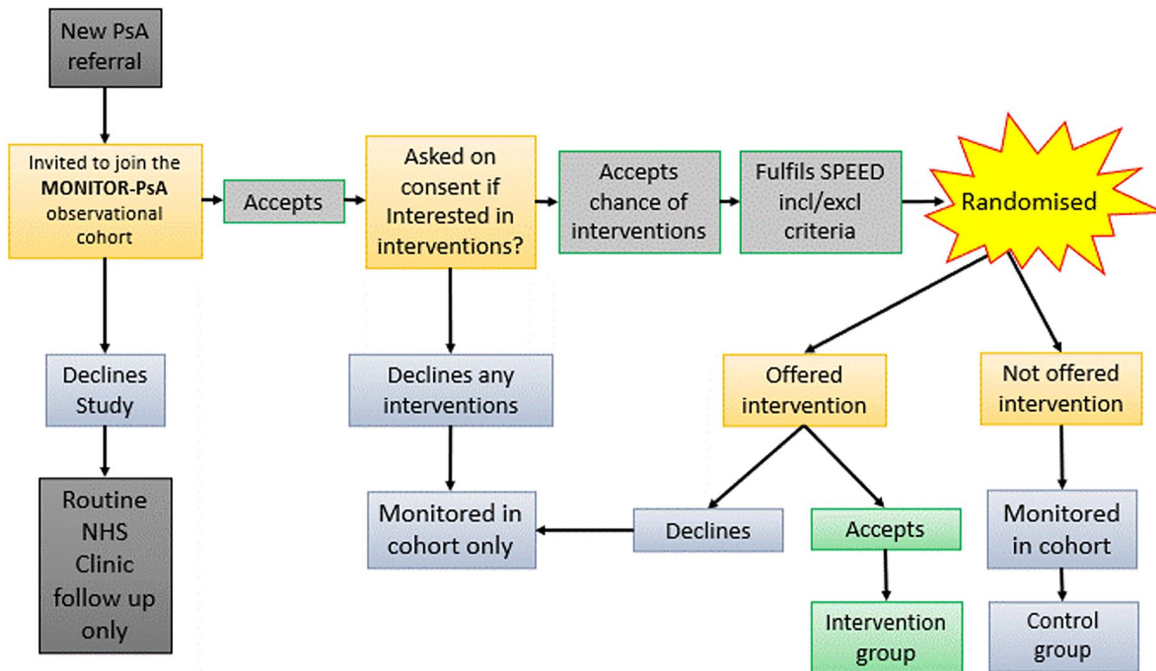 New PsA
referral
Invited to join the
MONITOR-PsA
observational
cohort
Accepts
Asked on
consent if
Interested in
interventions?
Accepts
chance of
interventions
Fulfils SPEED
incl/excl
criteria
Randomised
Declines
Study
Declines any
interventions
Offered
intervention
Not offered
intervention
Routine
NHS
Clinic
follow up
only
Monitored in
cohort only
Declines
Accepts
Monitored
in cohort
Intervention
group
Control
group